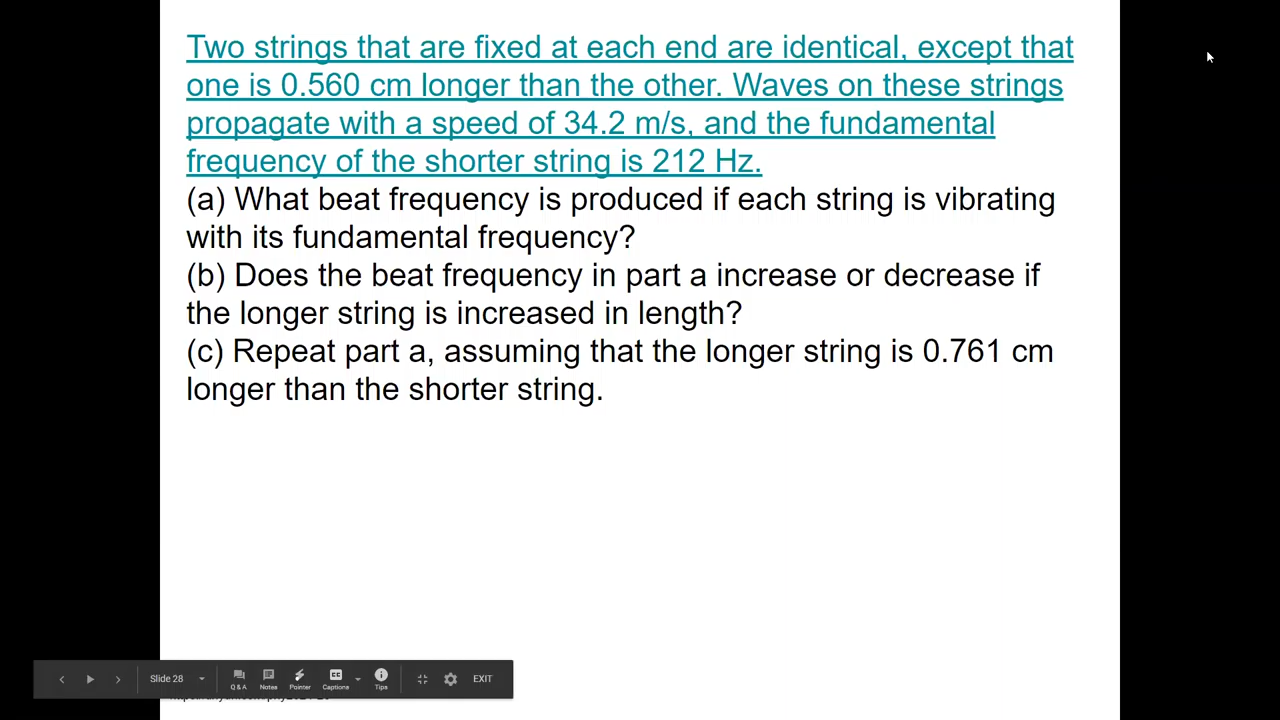 Two strings that are fixed at each end are identical, except that
one is 0.560 cm longer than the other. Waves on these strings
propagate with a speed of 34.2 m/s, and the fundamental
frequency of the shorter string is 212 Hz.
(a) What beat frequency is produced if each string is vibrating
with its fundamental frequency?
(b) Does the beat frequency in part a increase or decrease if
the longer string is increased in length?
(c) Repeat part a, assuming that the longer string is 0.761 cm
longer than the shorter string.
Slide 28
Q & A Notes Pointer Captions Tips
EXIT